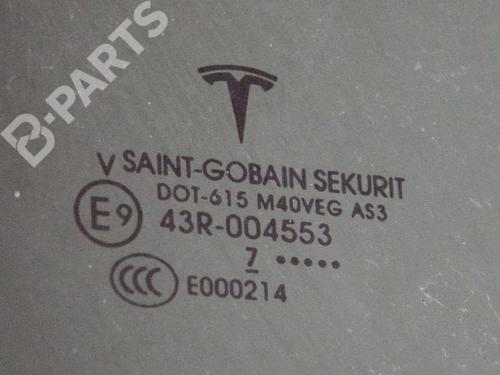 B-PARTS
V SAINT-GOBAIN SEKURIT
DOT-615 M40VEG AS3
E9 43R-004553
7 •••••
CCC E000214